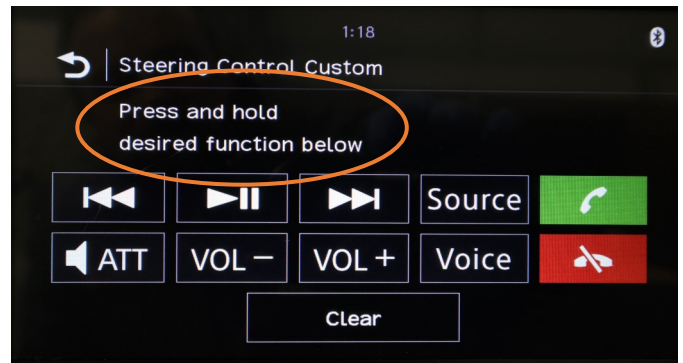 1:18
Steering Control Custom
Press and hold
desired function below
Source
ATT VOL － VOL + Voice
Clear